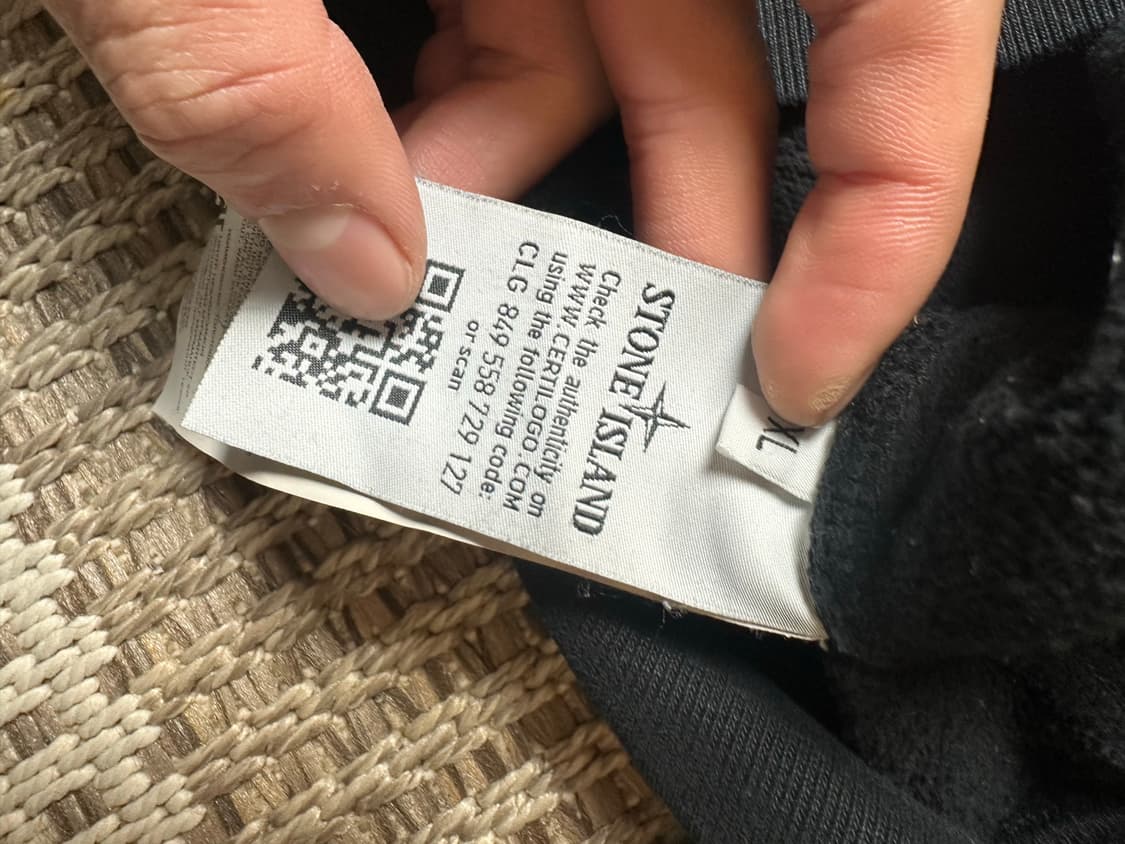 STONE ISLAND
Check the authenticity on
WWW.CERTILOGO.COM
using the following code:
CLG 849 558 729 127
or scan
XL